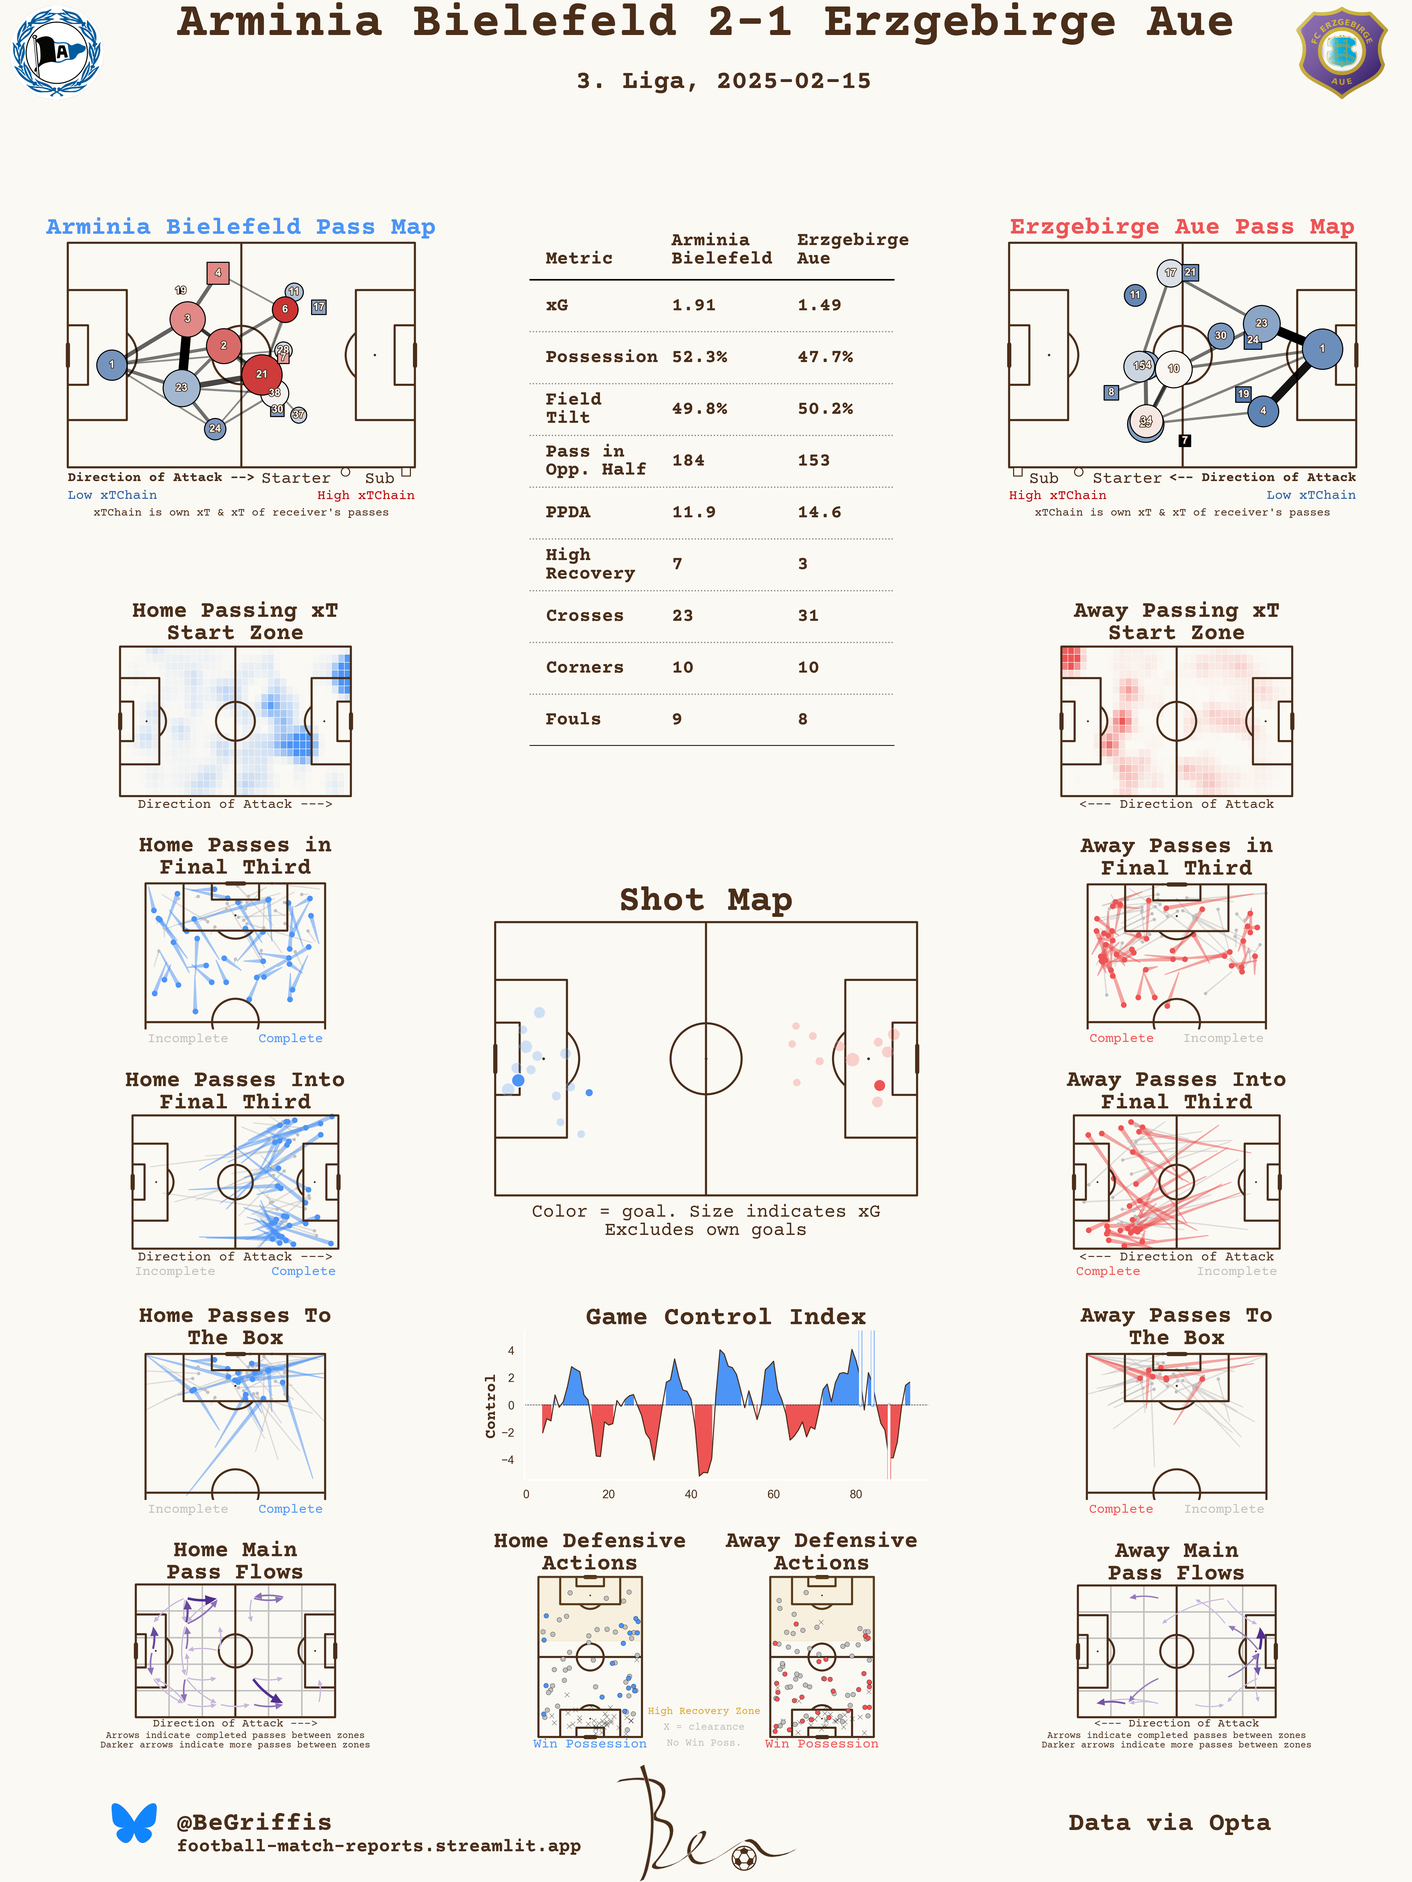 Arminia Bielefeld 2-1 Erzgebirge Aue
3. Liga, 2025-02-15
A
FC ERZGEBIRGE
AUE
Arminia Bielefeld Pass Map
4
19
11
6
17
3
2
28
7
1
21
23
38
30
37
24
Direction of Attack --> Starter Sub
Low xTChain High xTChain
xTChain is own xT & xT of receiver's passes
Metric Arminia Bielefeld Erzgebirge Aue
xG 1.91 1.49
Possession 52.3% 47.7%
Field Tilt 49.8% 50.2%
Pass in Opp. Half 184 153
PPDA 11.9 14.6
High Recovery 7 3
Crosses 23 31
Corners 10 10
Fouls 9 8
Erzgebirge Aue Pass Map
17
21
11
23
30
24
1
10
8
19
4
7
Sub Starter <-- Direction of Attack
High xTChain Low xTChain
xTChain is own xT & xT of receiver's passes
Home Passing xT
Start Zone
Direction of Attack --->
Away Passing xT
Start Zone
<--- Direction of Attack
Home Passes in
Final Third
Incomplete Complete
Away Passes in
Final Third
Complete Incomplete
Shot Map
Color = goal. Size indicates xG
Excludes own goals
Home Passes Into
Final Third
Direction of Attack --->
Incomplete Complete
Away Passes Into
Final Third
<--- Direction of Attack
Complete Incomplete
Home Passes To
The Box
Incomplete Complete
Game Control Index
Control
4
2
0
−2
−4
0 20 40 60 80
Away Passes To
The Box
Complete Incomplete
Home Main
Pass Flows
Direction of Attack --->
Arrows indicate completed passes between zones
Darker arrows indicate more passes between zones
Home Defensive
Actions
Win Possession
Away Defensive
Actions
Win Possession
High Recovery Zone
X = clearance
No Win Poss.
Away Main
Pass Flows
<--- Direction of Attack
Arrows indicate completed passes between zones
Darker arrows indicate more passes between zones
@BeGriffis
football-match-reports.streamlit.app
Ben
Data via Opta